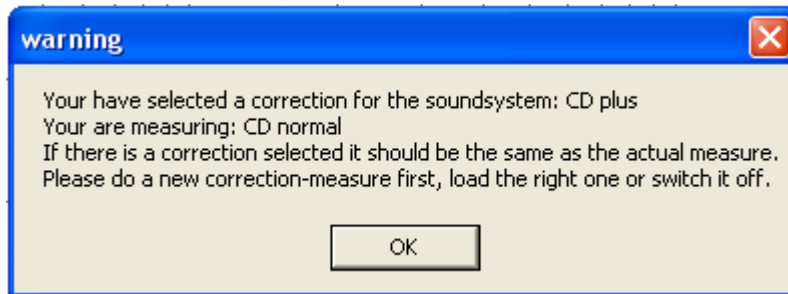 warning
Your have selected a correction for the soundsystem: CD plus
Your are measuring: CD normal
If there is a correction selected it should be the same as the actual measure.
Please do a new correction-measure first, load the right one or switch it off.
OK